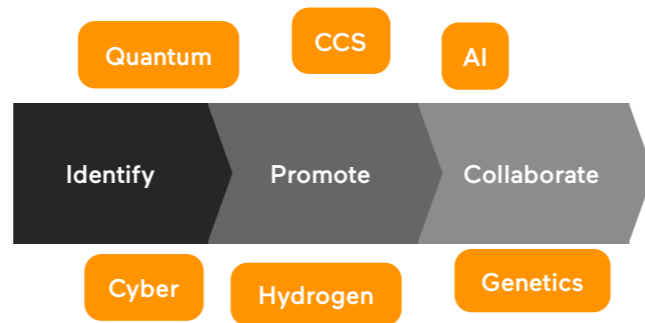 Quantum
CCS
AI
Identify
Promote
Collaborate
Cyber
Hydrogen
Genetics